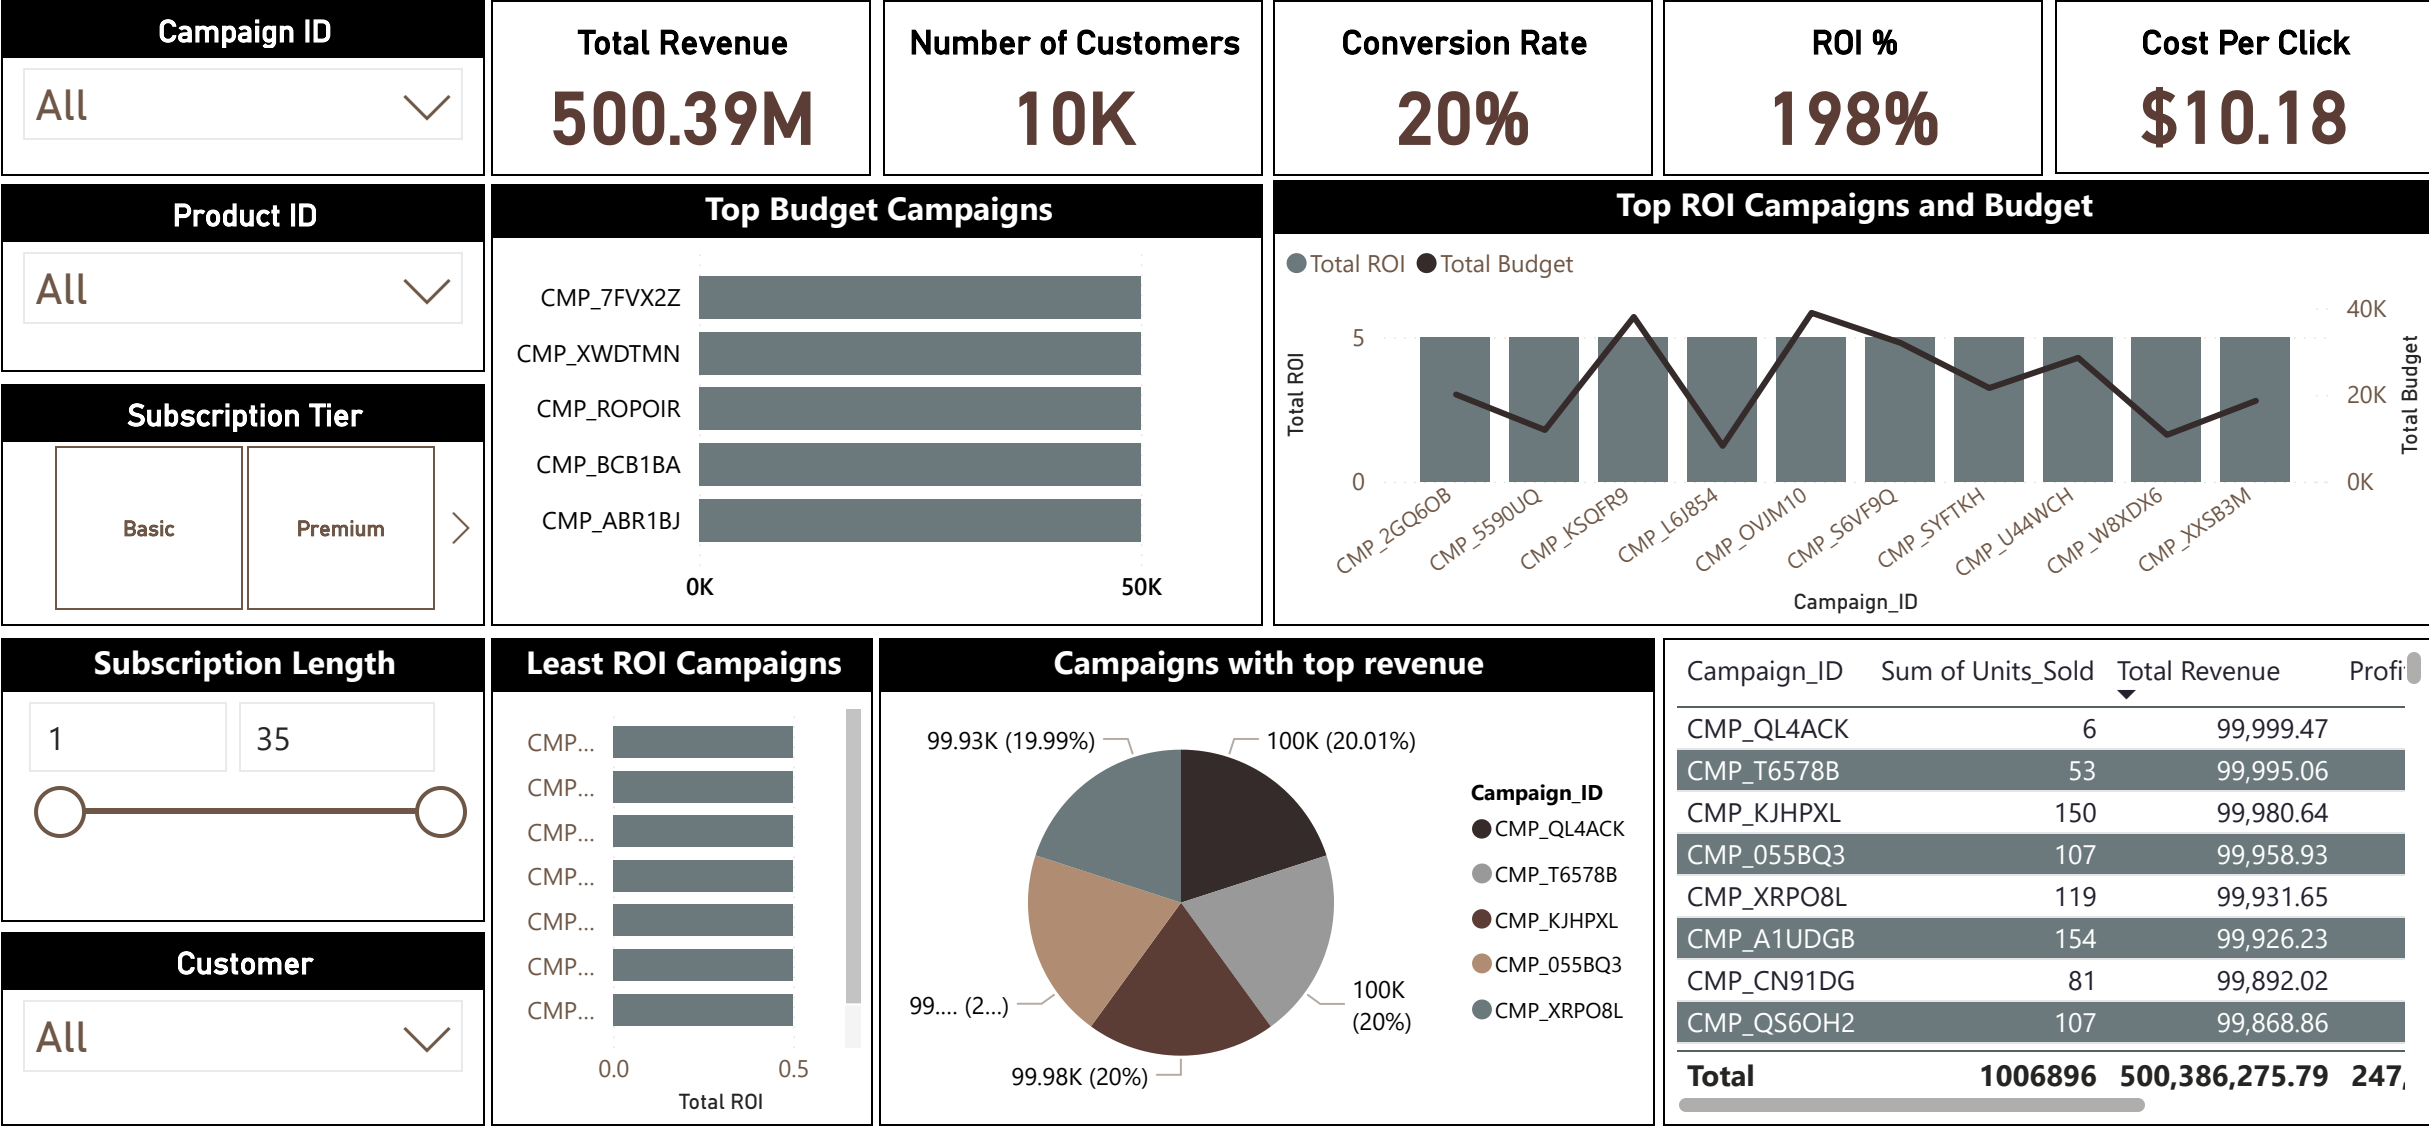 Campaign ID
All
Total Revenue
500.39M
Number of Customers
10K
Conversion Rate
20%
ROI %
198%
Cost Per Click
$10.18
Product ID
All
Subscription Tier
Basic
Premium
Subscription Length
1
35
Customer
All
Top Budget Campaigns
CMP_7FVX2Z
CMP_XWDTMN
CMP_ROPOIR
CMP_BCB1BA
CMP_ABR1BJ
0K
50K
Top ROI Campaigns and Budget
Total ROI
Total Budget
Total ROI
5
0
40K
20K
0K
Total Budget
CMP_2GQ6OB
CMP_5590UQ
CMP_KSQFR9
CMP_L6J854
CMP_OVJM10
CMP_S6VF9Q
CMP_SYFTKH
CMP_U44WCH
CMP_W8XDX6
CMP_XXSB3M
Campaign_ID
Least ROI Campaigns
CMP...
CMP...
CMP...
CMP...
CMP...
CMP...
CMP...
0.0
0.5
Total ROI
Campaigns with top revenue
99.93K (19.99%)
100K (20.01%)
99.... (2...)
100K
(20%)
99.98K (20%)
Campaign_ID
CMP_QL4ACK
CMP_T6578B
CMP_KJHPXL
CMP_055BQ3
CMP_XRPO8L
Campaign_ID Sum of Units_Sold Total Revenue Profi
CMP_QL4ACK 6 99,999.47
CMP_T6578B 53 99,995.06
CMP_KJHPXL 150 99,980.64
CMP_055BQ3 107 99,958.93
CMP_XRPO8L 119 99,931.65
CMP_A1UDGB 154 99,926.23
CMP_CN91DG 81 99,892.02
CMP_QS6OH2 107 99,868.86
Total 1006896 500,386,275.79 247,